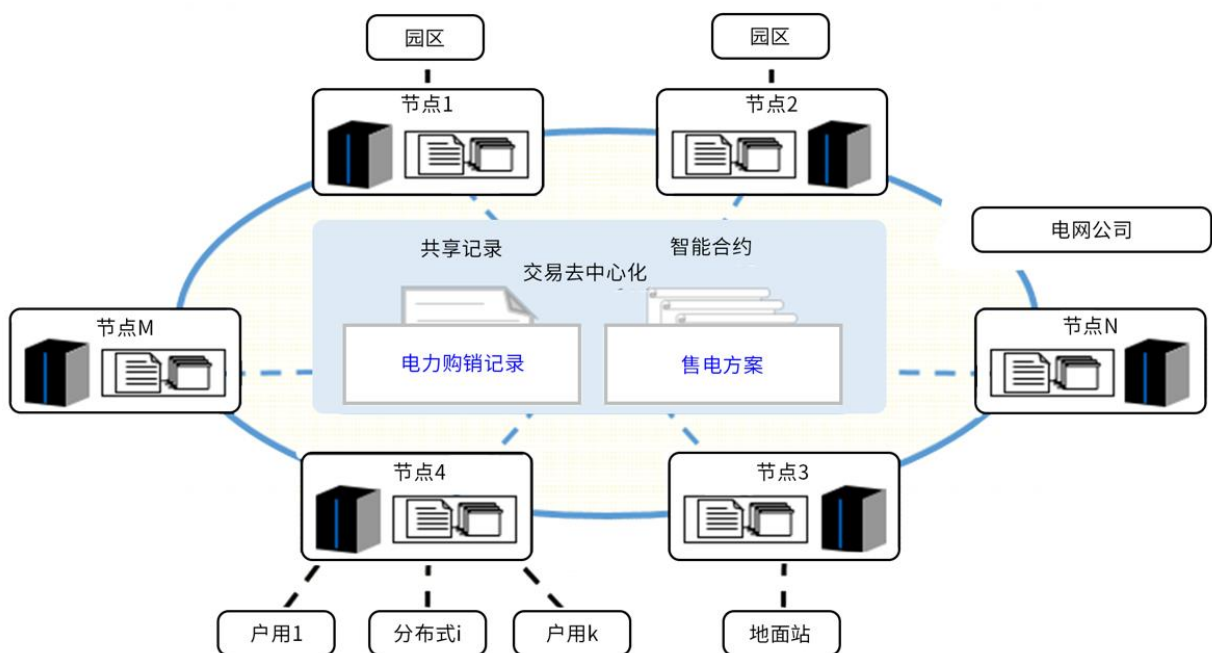 园区
园区
节点1
节点2
电网公司
共享记录
智能合约
交易去中心化
节点M
节点N
电力购销记录
售电方案
节点4
节点3
户用1
分布式i
户用k
地面站